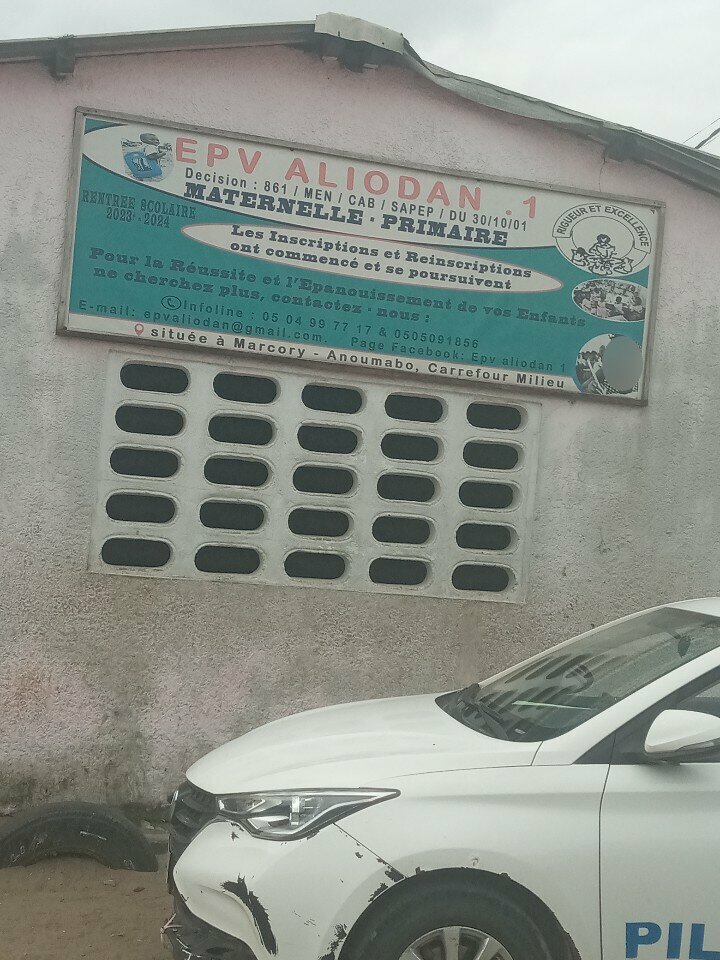 EPV ALIODAN . 1
Decision : 861 / MEN / CAB / SAPEP / DU 30/10/01
MATERNELLE - PRIMAIRE
RENTREE SCOLAIRE
2023 - 2024
RIGUEUR ET EXCELLENCE
Les Inscriptions et Reinscriptions
ont commencé et se poursuivent
Pour la Réussite et l'Epanouissement de vos Enfants
ne cherchez plus, contactez - nous :
Infoline : 05 04 99 77 17 & 0505091856
E-mail: epvaliodan@gmail.com. Page Facebook: Epv aliodan 1
située à Marcory - Anoumabo, Carrefour Milieu
PIL